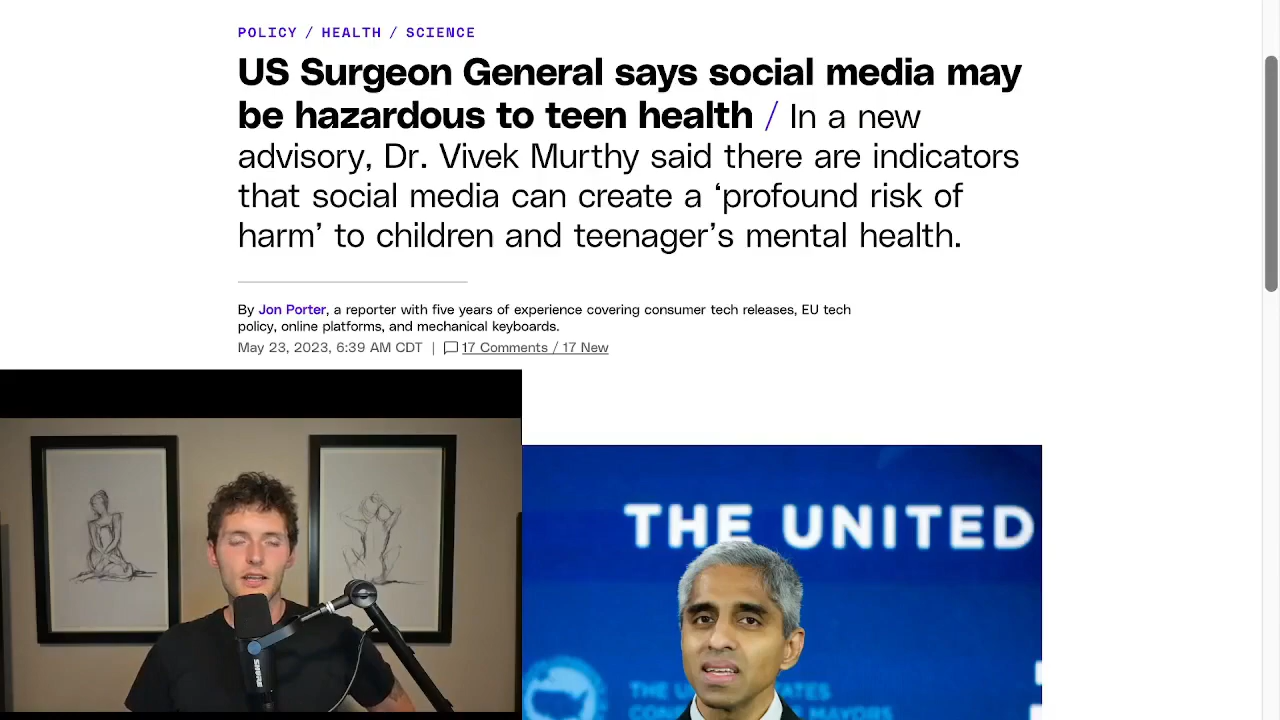 POLICY / HEALTH / SCIENCE
US Surgeon General says social media may
be hazardous to teen health / In a new
advisory, Dr. Vivek Murthy said there are indicators
that social media can create a ‘profound risk of
harm’ to children and teenager’s mental health.
By Jon Porter, a reporter with five years of experience covering consumer tech releases, EU tech
policy, online platforms, and mechanical keyboards.
May 23, 2023, 6:39 AM CDT | 17 Comments / 17 New
THE UNITED
SHURE